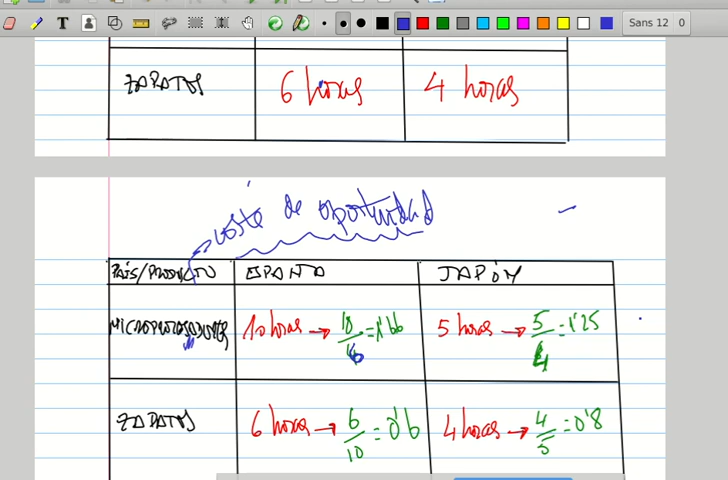 T Sans 12 0
ZAPATOS 6 horas 4 horas
coste de oportunidad
PAÍS/PRODUCTO ESPAÑA JAPÓN
MICROPROCESADORES 10 horas → 10/6 = 1'66 5 horas → 5/4 = 1'25
ZAPATOS 6 horas → 6/10 = 0'6 4 horas → 4/5 = 0'8